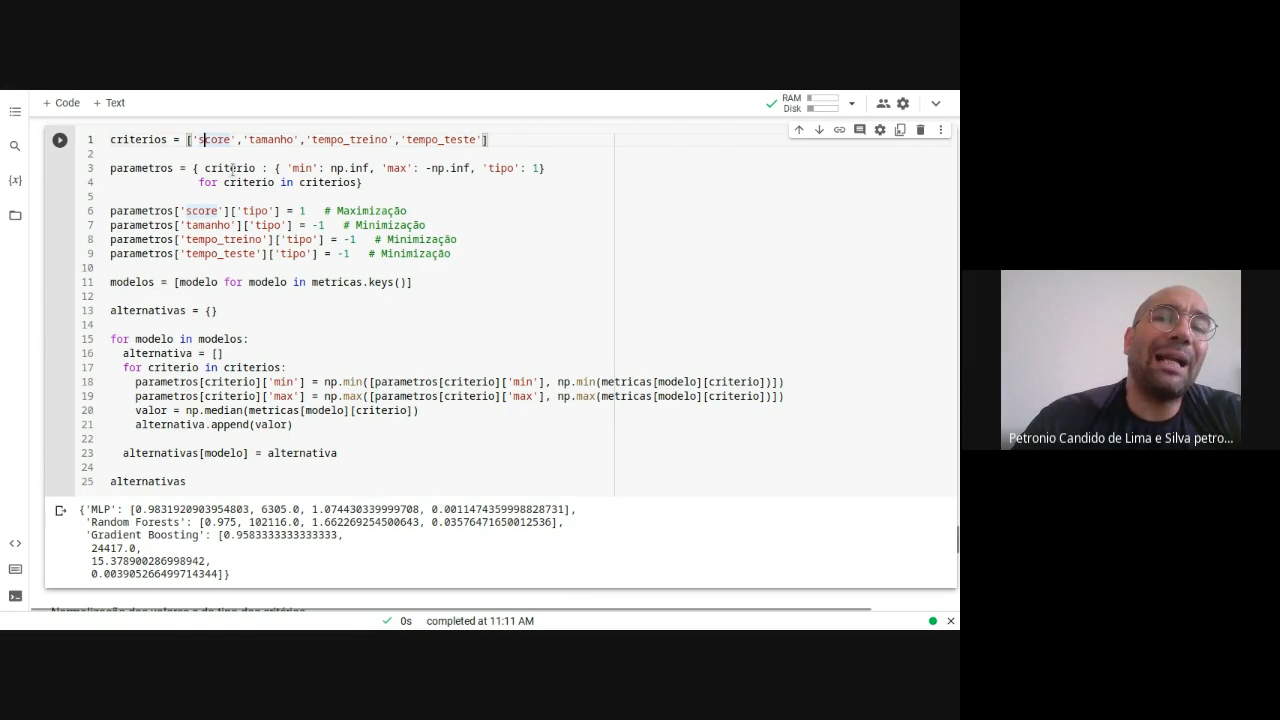 + Code + Text
RAM
Disk
1 criterios = ['score','tamanho','tempo_treino','tempo_teste']
2
3 parametros = { criterio : { 'min': np.inf, 'max': -np.inf, 'tipo': 1}
4 for criterio in criterios}
5
6 parametros['score']['tipo'] = 1 # Maximização
7 parametros['tamanho']['tipo'] = -1 # Minimização
8 parametros['tempo_treino']['tipo'] = -1 # Minimização
9 parametros['tempo_teste']['tipo'] = -1 # Minimização
10
11 modelos = [modelo for modelo in metricas.keys()]
12
13 alternativas = {}
14
15 for modelo in modelos:
16 alternativa = []
17 for criterio in criterios:
18 parametros[criterio]['min'] = np.min([parametros[criterio]['min'], np.min(metricas[modelo][criterio])])
19 parametros[criterio]['max'] = np.max([parametros[criterio]['max'], np.max(metricas[modelo][criterio])])
20 valor = np.median(metricas[modelo][criterio])
21 alternativa.append(valor)
22
23 alternativas[modelo] = alternativa
24
25 alternativas
{'MLP': [0.9831920903954803, 6305.0, 1.074430339999708, 0.0011474359998828731],
'Random Forests': [0.975, 102116.0, 1.662269254500643, 0.03576471650012536],
'Gradient Boosting': [0.9583333333333333,
24417.0,
15.378900286998942,
0.003905266499714344]}
Normalização dos valores e do tipo dos critérios
0s completed at 11:11 AM
Petronio Candido de Lima e Silva petro...